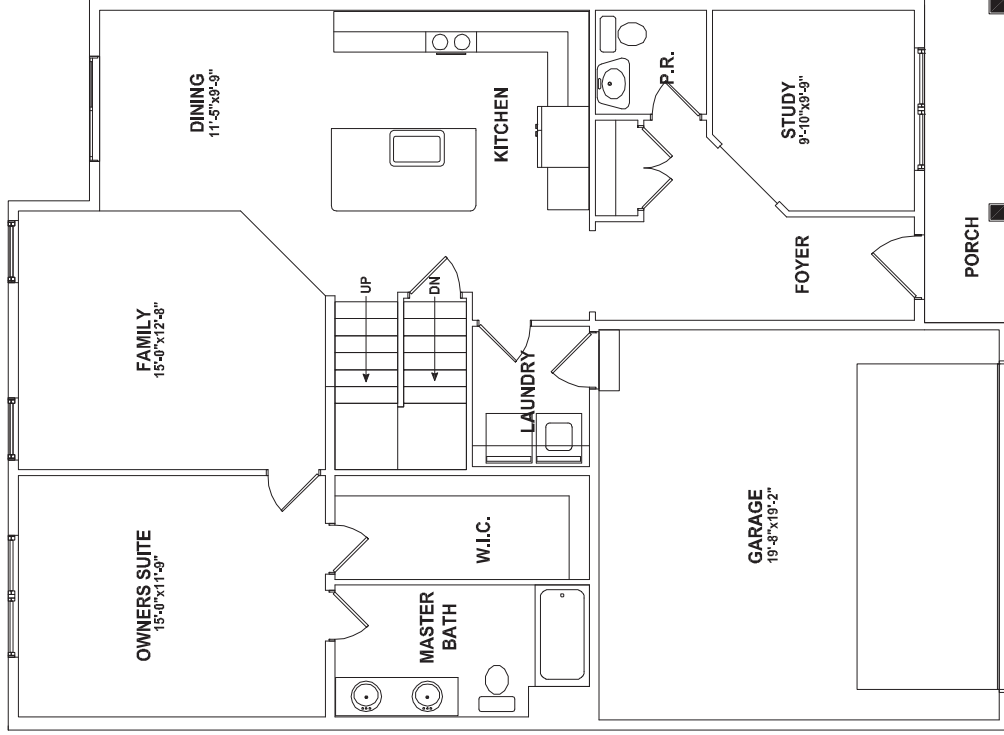 DINING
11'-5"x9'-9"
KITCHEN
P.R.
STUDY
9'-10"x9'-9"
PORCH
FOYER
UP
DN
FAMILY
15'-0"x12'-8"
LAUNDRY
GARAGE
19'-8"x19'-2"
W.I.C.
OWNERS SUITE
15'-0"x11'-9"
MASTER
BATH